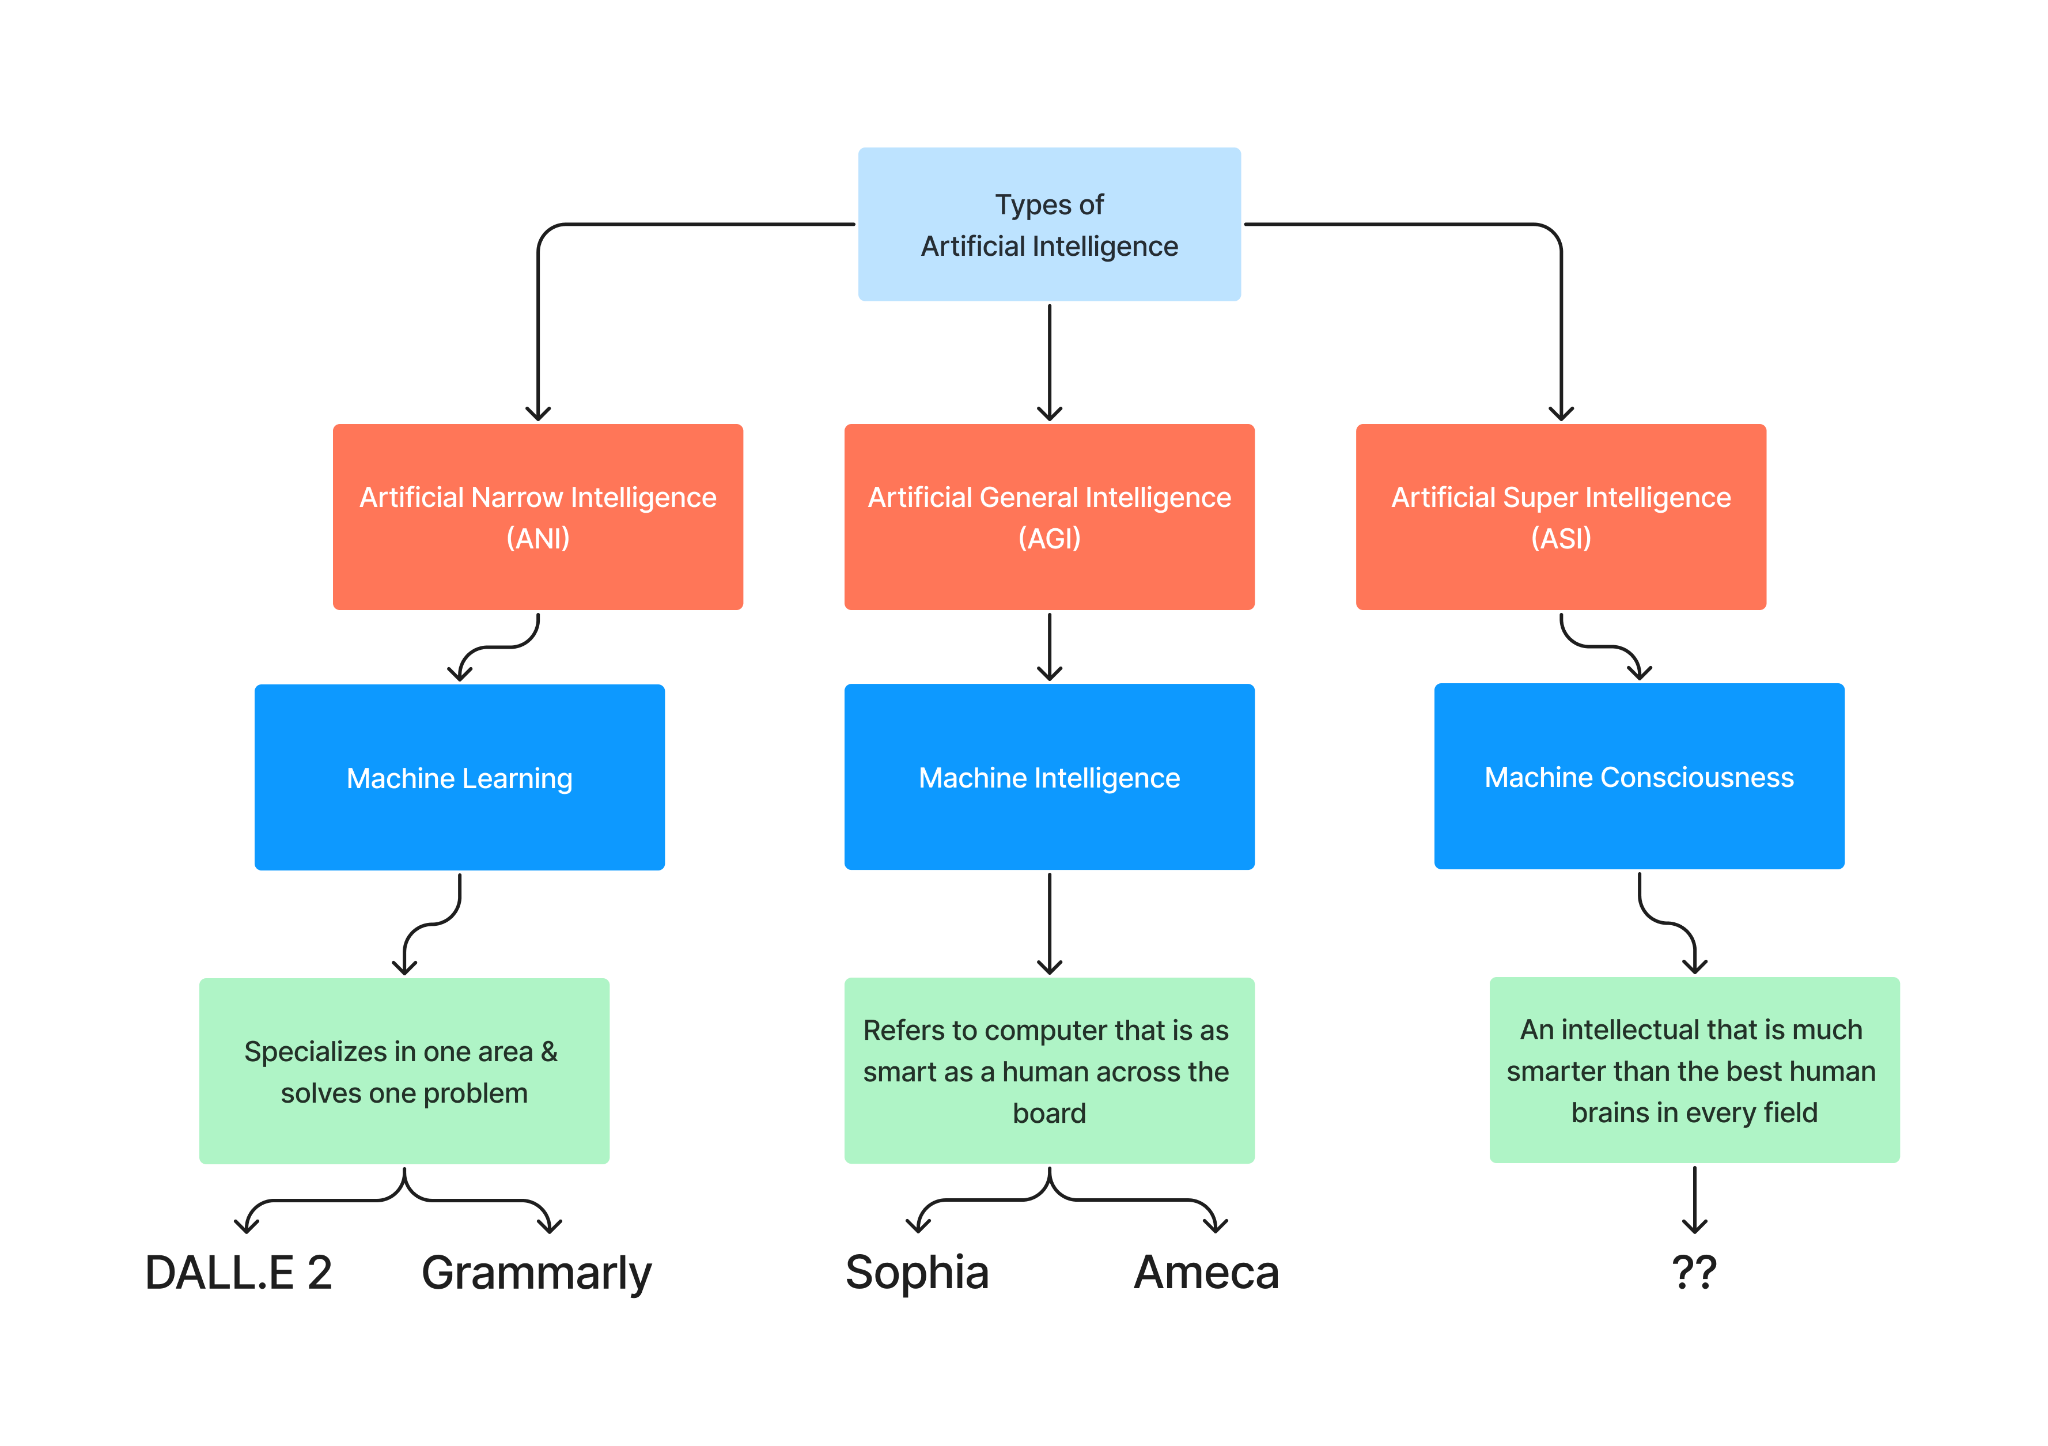 Types of
Artificial Intelligence
Artificial Narrow Intelligence
(ANI)
Artificial General Intelligence
(AGI)
Artificial Super Intelligence
(ASI)
Machine Learning
Machine Intelligence
Machine Consciousness
Specializes in one area &
solves one problem
Refers to computer that is as
smart as a human across the
board
An intellectual that is much
smarter than the best human
brains in every field
DALL.E 2
Grammarly
Sophia
Ameca
??